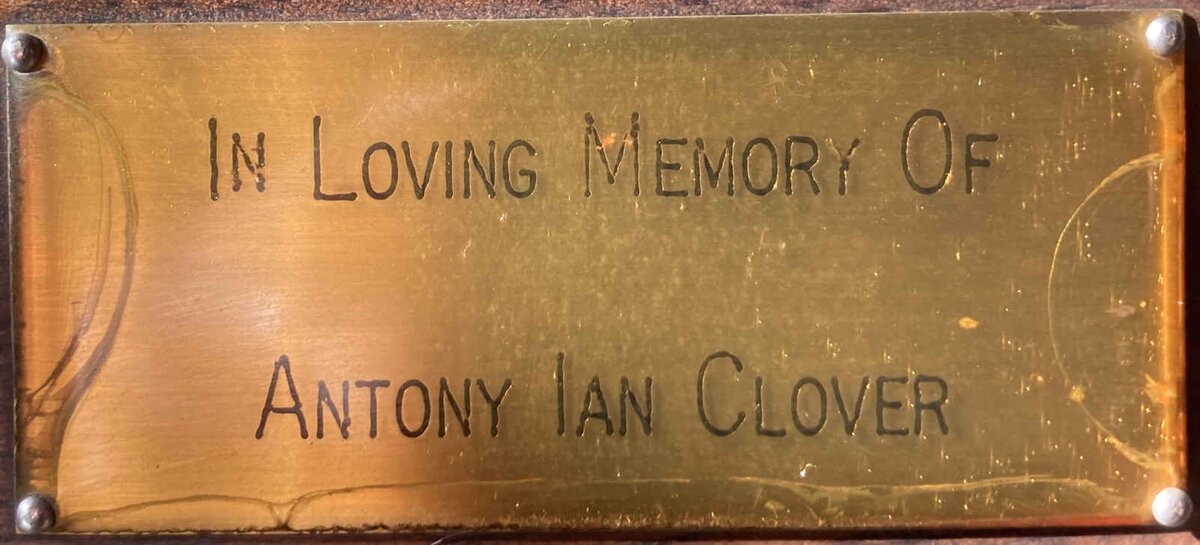 In Loving Memory Of
Antony Ian Clover